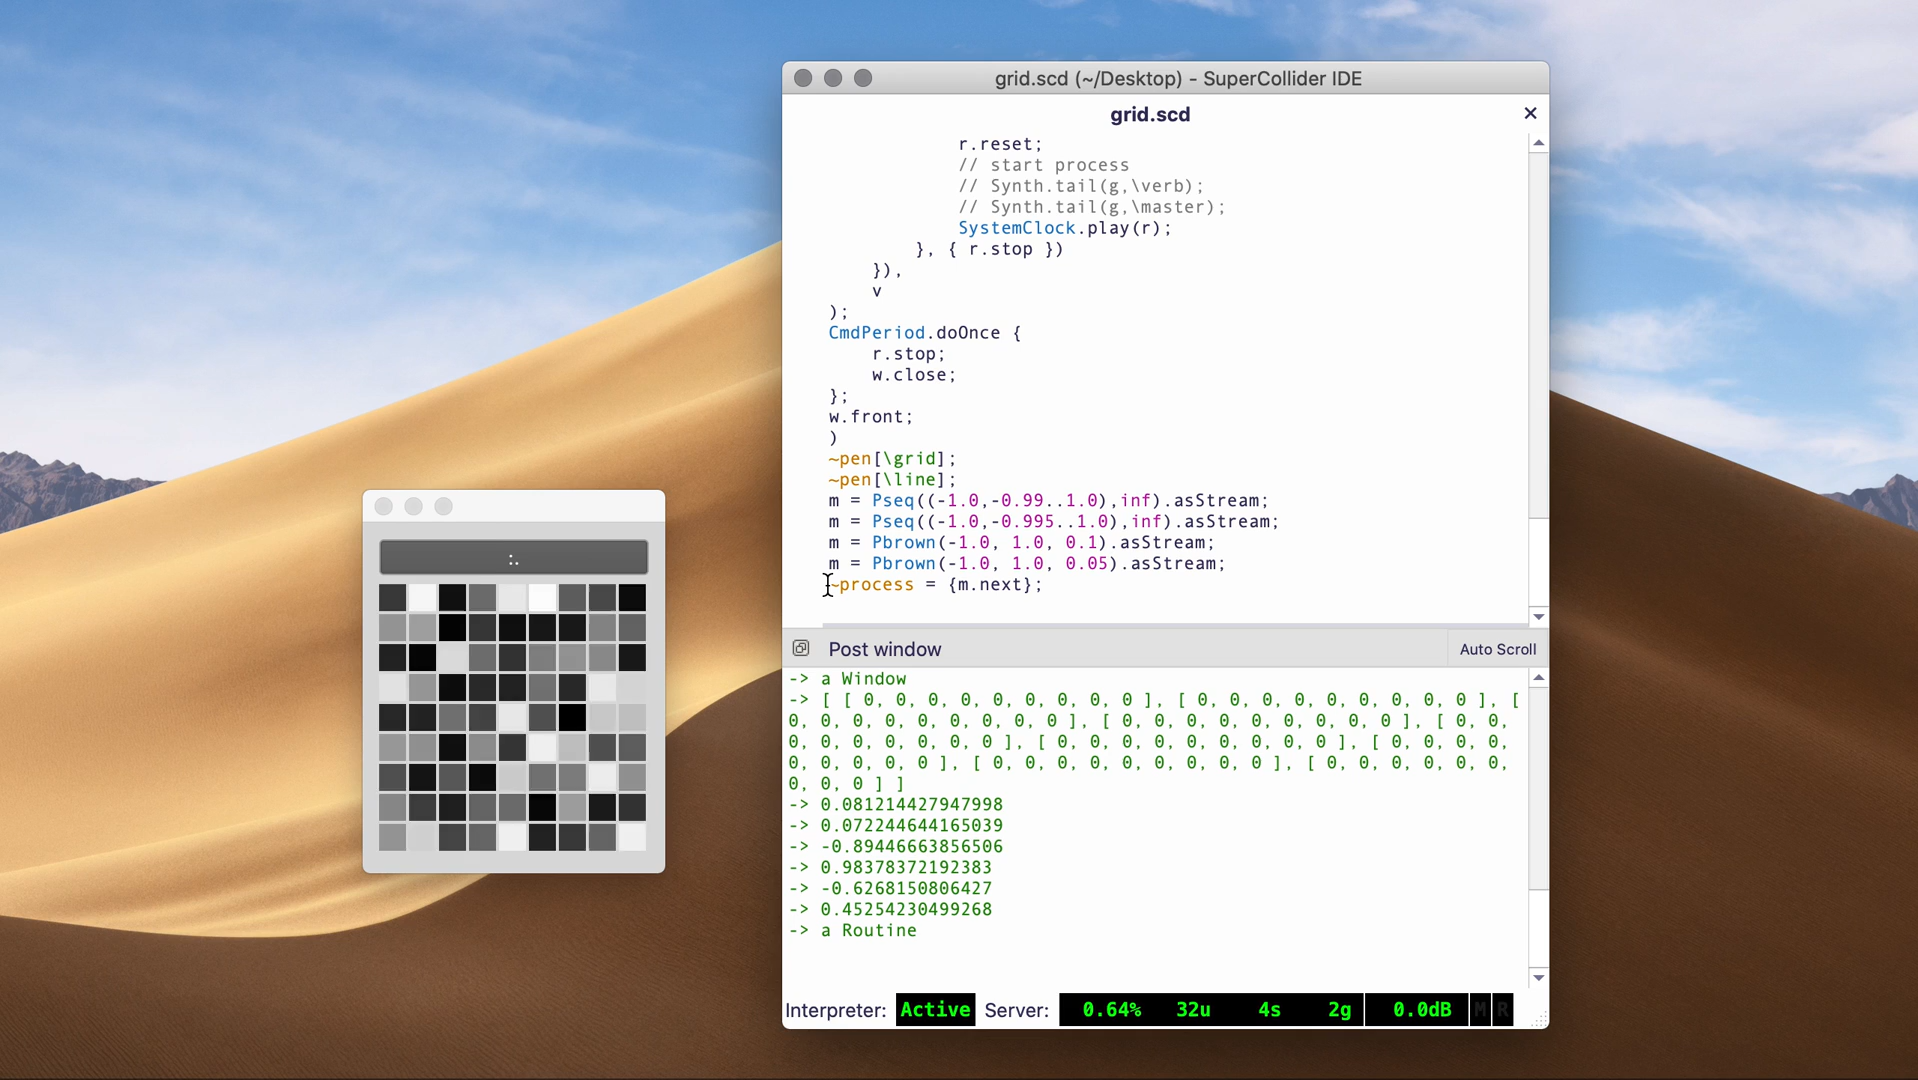 grid.scd (~/Desktop) - SuperCollider IDE
grid.scd
r.reset;
// start process
// Synth.tail(g,\verb);
// Synth.tail(g,\master);
SystemClock.play(r);
}, { r.stop })
}),
v
);
CmdPeriod.doOnce {
r.stop;
w.close;
};
w.front;
)
~pen[\grid];
~pen[\line];
m = Pseq((-1.0,-0.99..1.0),inf).asStream;
m = Pseq((-1.0,-0.995..1.0),inf).asStream;
m = Pbrown(-1.0, 1.0, 0.1).asStream;
m = Pbrown(-1.0, 1.0, 0.05).asStream;
~process = {m.next};
:.
Post window
Auto Scroll
-> a Window
-> [ [ 0, 0, 0, 0, 0, 0, 0, 0, 0 ], [ 0, 0, 0, 0, 0, 0, 0, 0, 0 ], [
0, 0, 0, 0, 0, 0, 0, 0, 0 ], [ 0, 0, 0, 0, 0, 0, 0, 0, 0 ], [ 0, 0,
0, 0, 0, 0, 0, 0, 0 ], [ 0, 0, 0, 0, 0, 0, 0, 0, 0 ], [ 0, 0, 0, 0,
0, 0, 0, 0, 0 ], [ 0, 0, 0, 0, 0, 0, 0, 0, 0 ], [ 0, 0, 0, 0, 0, 0,
0, 0, 0 ] ]
-> 0.081214427947998
-> 0.072244644165039
-> -0.89446663856506
-> 0.98378372192383
-> -0.6268150806427
-> 0.45254230499268
-> a Routine
Interpreter: Active Server: 0.64% 32u 4s 2g 0.0dB M R